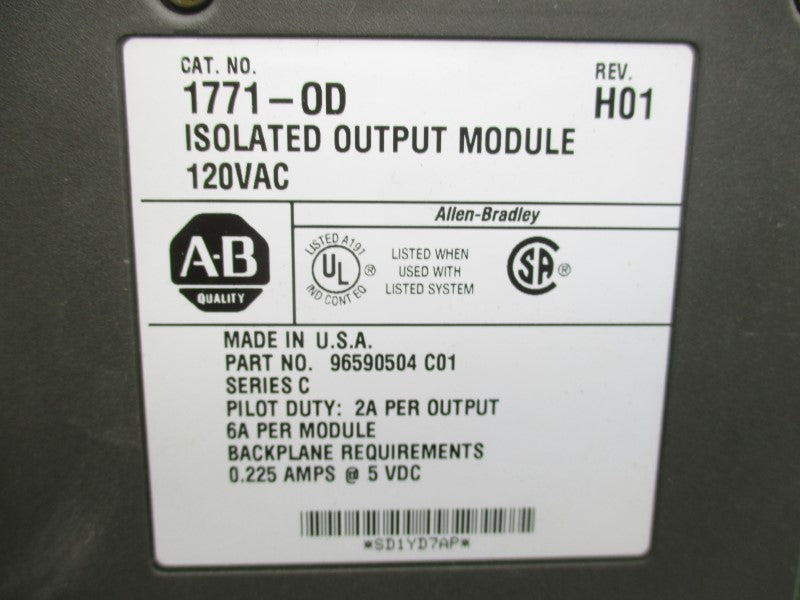 CAT. NO.
1771-OD
REV.
H01
ISOLATED OUTPUT MODULE
120VAC
A-B
QUALITY
Allen-Bradley
LISTED A191
UL ®
IND CONT EQ
LISTED WHEN
USED WITH
LISTED SYSTEM
SA ®
MADE IN U.S.A.
PART NO. 96590504 C01
SERIES C
PILOT DUTY: 2A PER OUTPUT
6A PER MODULE
BACKPLANE REQUIREMENTS
0.225 AMPS @ 5 VDC
*SD1YD7AP*